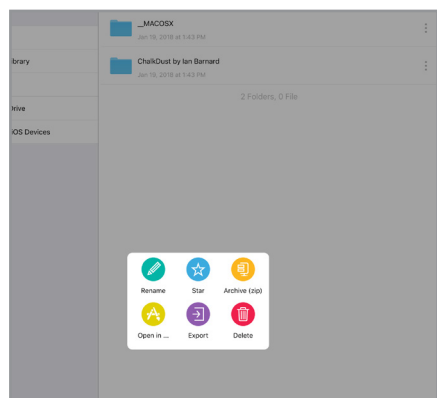 __MACOSX
Jan 19, 2018 at 1:43 PM
ibrary
ChalkDust by Ian Barnard
Jan 19, 2018 at 1:43 PM
2 Folders, 0 File
Drive
iOS Devices
Rename
Star
Archive (zip)
Open in ...
Export
Delete